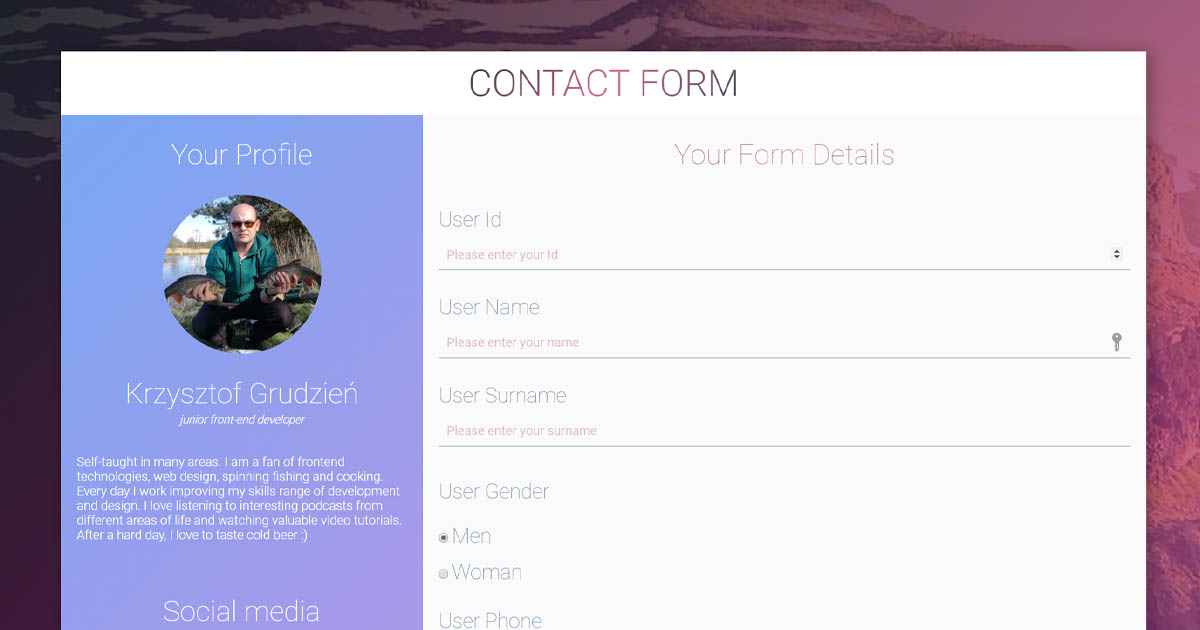 CONTACT FORM
Your Profile
Krzysztof Grudzień
junior front-end developer
Self-taught in many areas. I am a fan of frontend
technologies, web design, spinning fishing and cooking.
Every day I work improving my skills range of development
and design. I love listening to interesting podcasts from
different areas of life and watching valuable video tutorials.
After a hard day, I love to taste cold beer :)
Social media
Your Form Details
User Id
Please enter your Id
User Name
Please enter your name
User Surname
Please enter your surname
User Gender
Men
Woman
User Phone